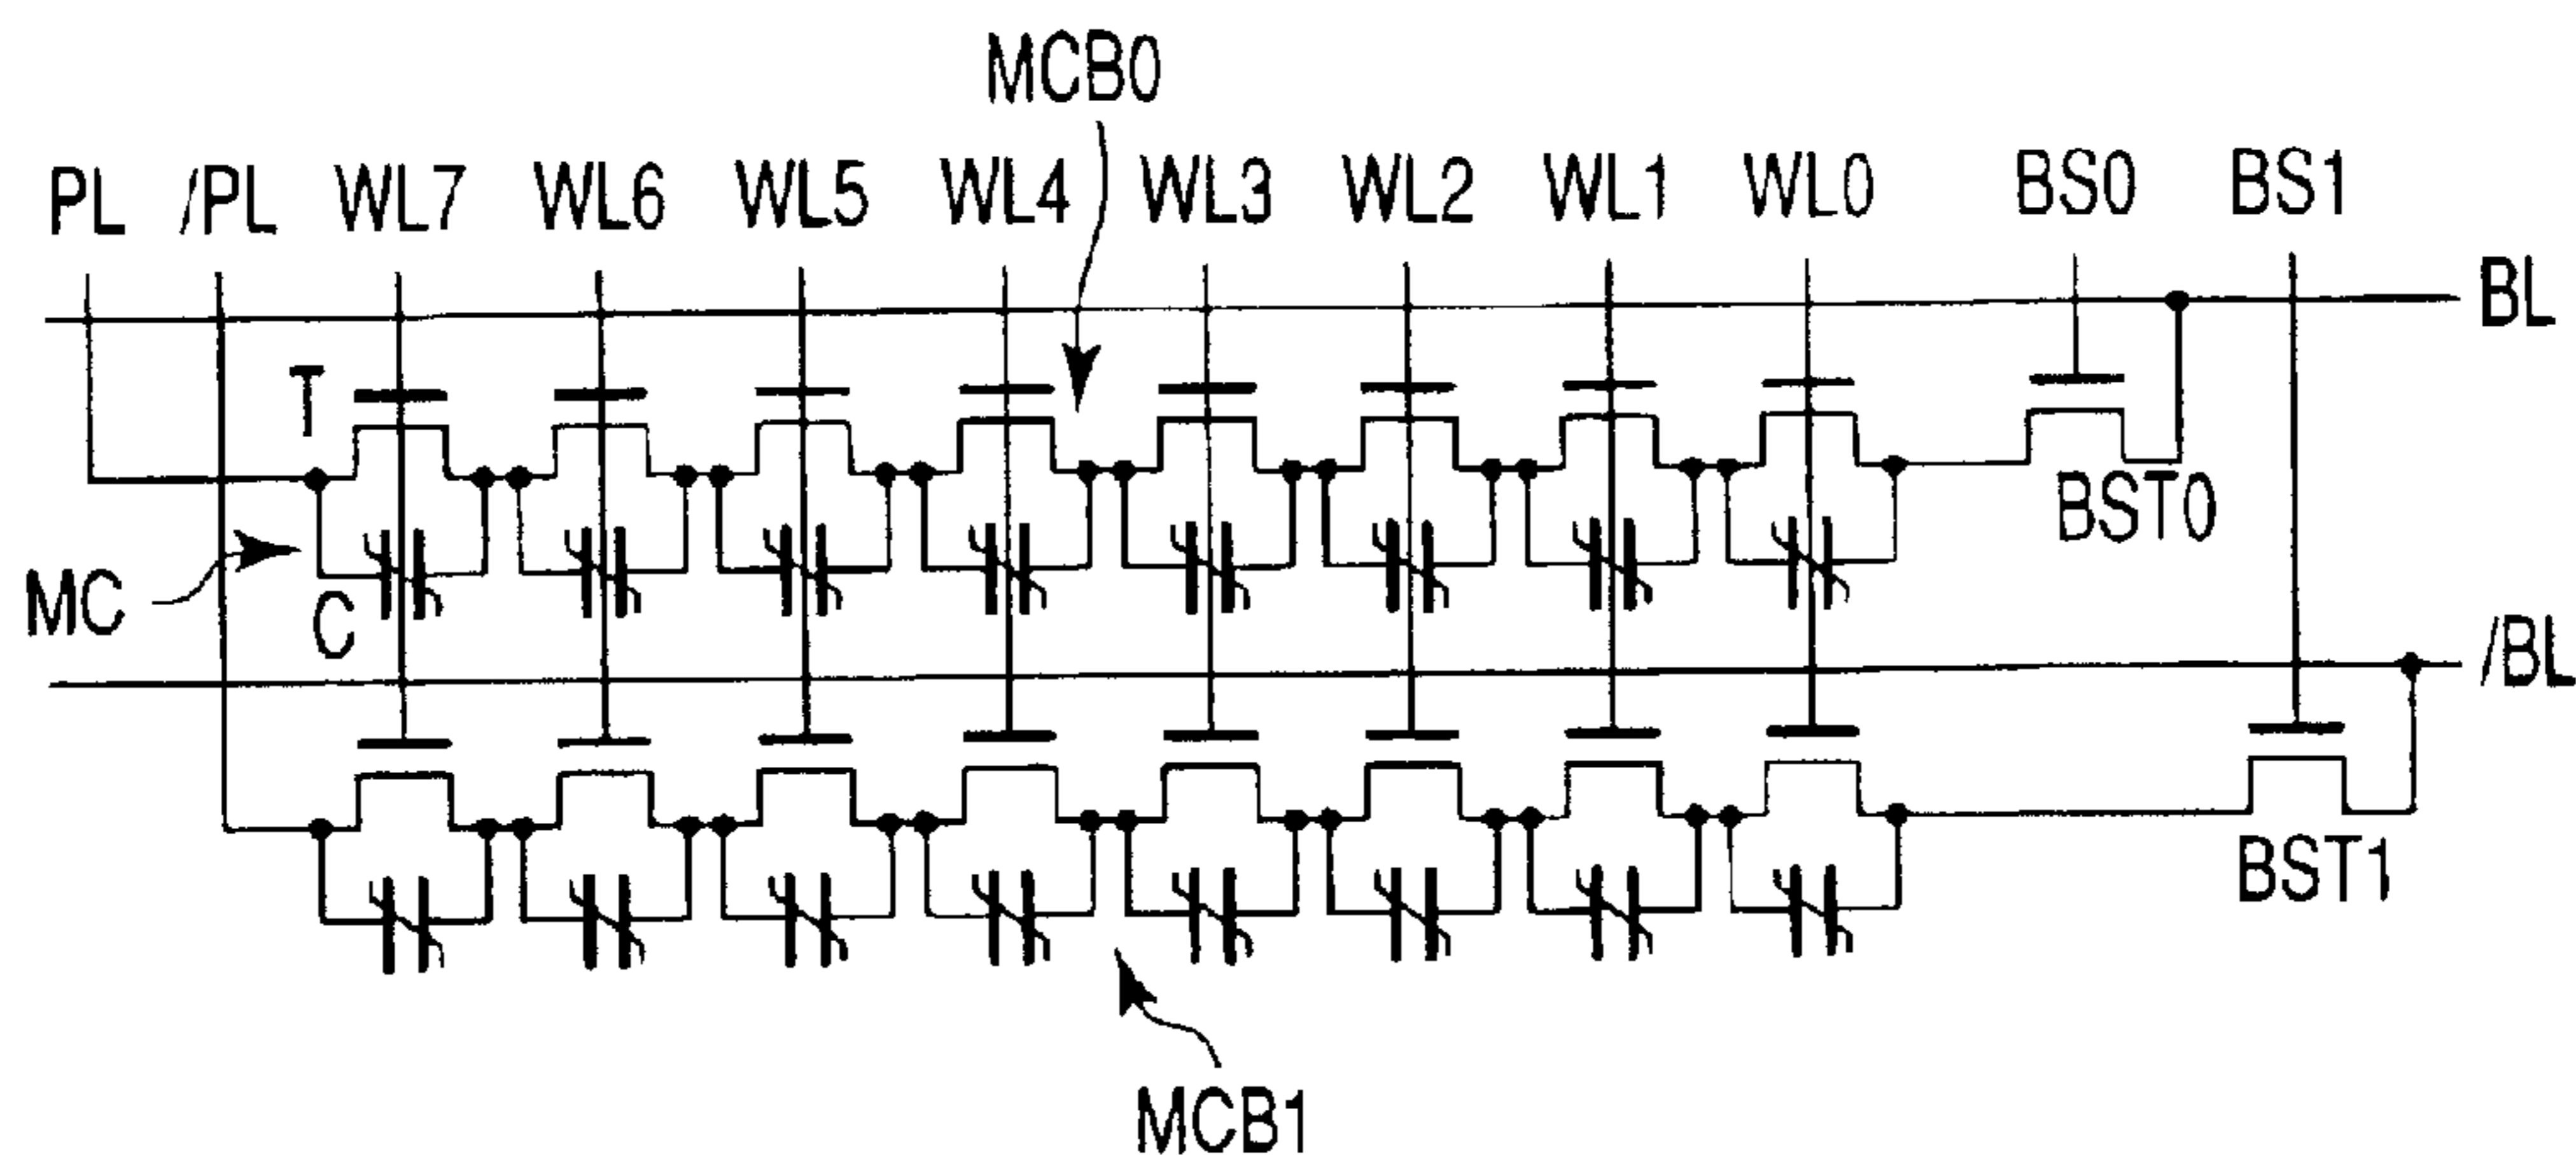 MCB0
PL /PL WL7 WL6 WL5 WL4 WL3 WL2 WL1 WL0 BS0 BS1
BL
T
BST0
MC
C
/BL
BST1
MCB1